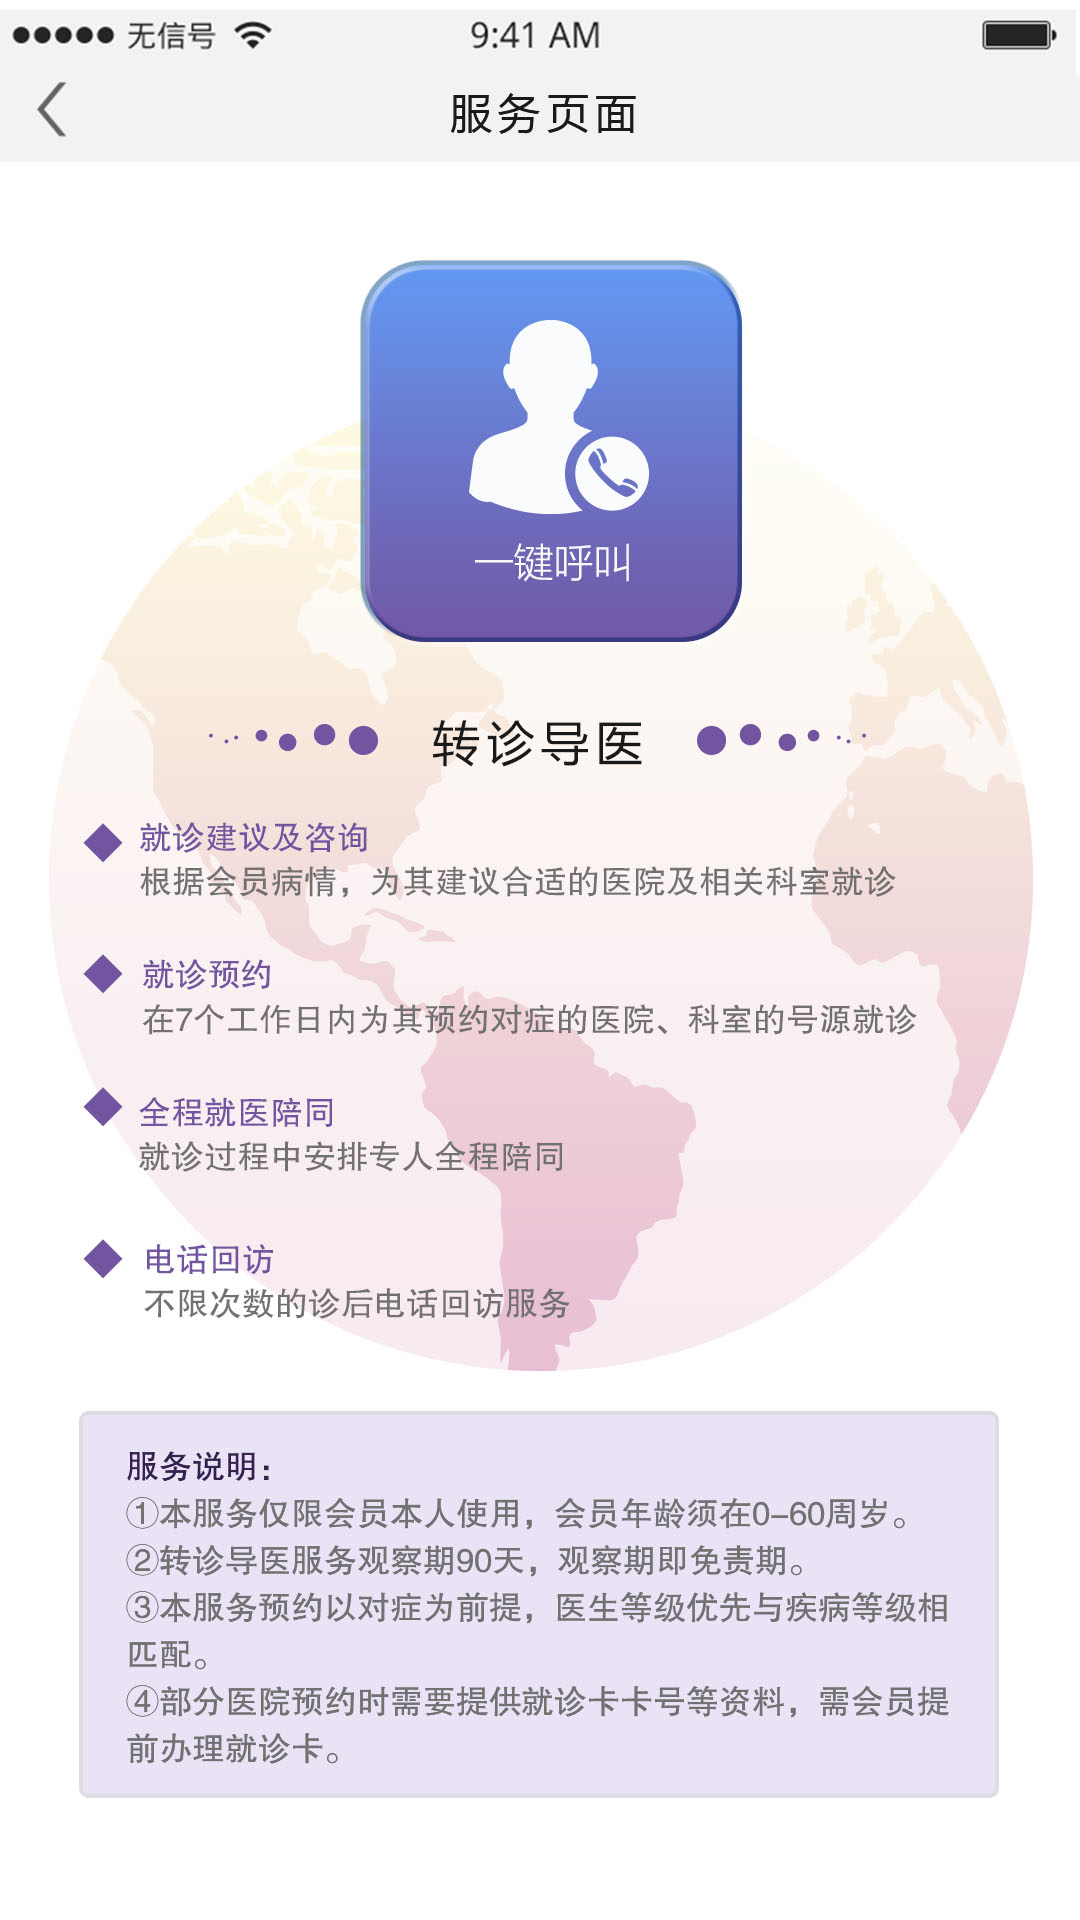 无信号 9:41 AM
服务页面
一键呼叫
转诊导医
就诊建议及咨询
根据会员病情，为其建议合适的医院及相关科室就诊
就诊预约
在7个工作日内为其预约对症的医院、科室的号源就诊
全程就医陪同
就诊过程中安排专人全程陪同
电话回访
不限次数的诊后电话回访服务
服务说明：
①本服务仅限会员本人使用，会员年龄须在0–60周岁。
②转诊导医服务观察期90天，观察期即免责期。
③本服务预约以对症为前提，医生等级优先与疾病等级相
匹配。
④部分医院预约时需要提供就诊卡卡号等资料，需会员提
前办理就诊卡。